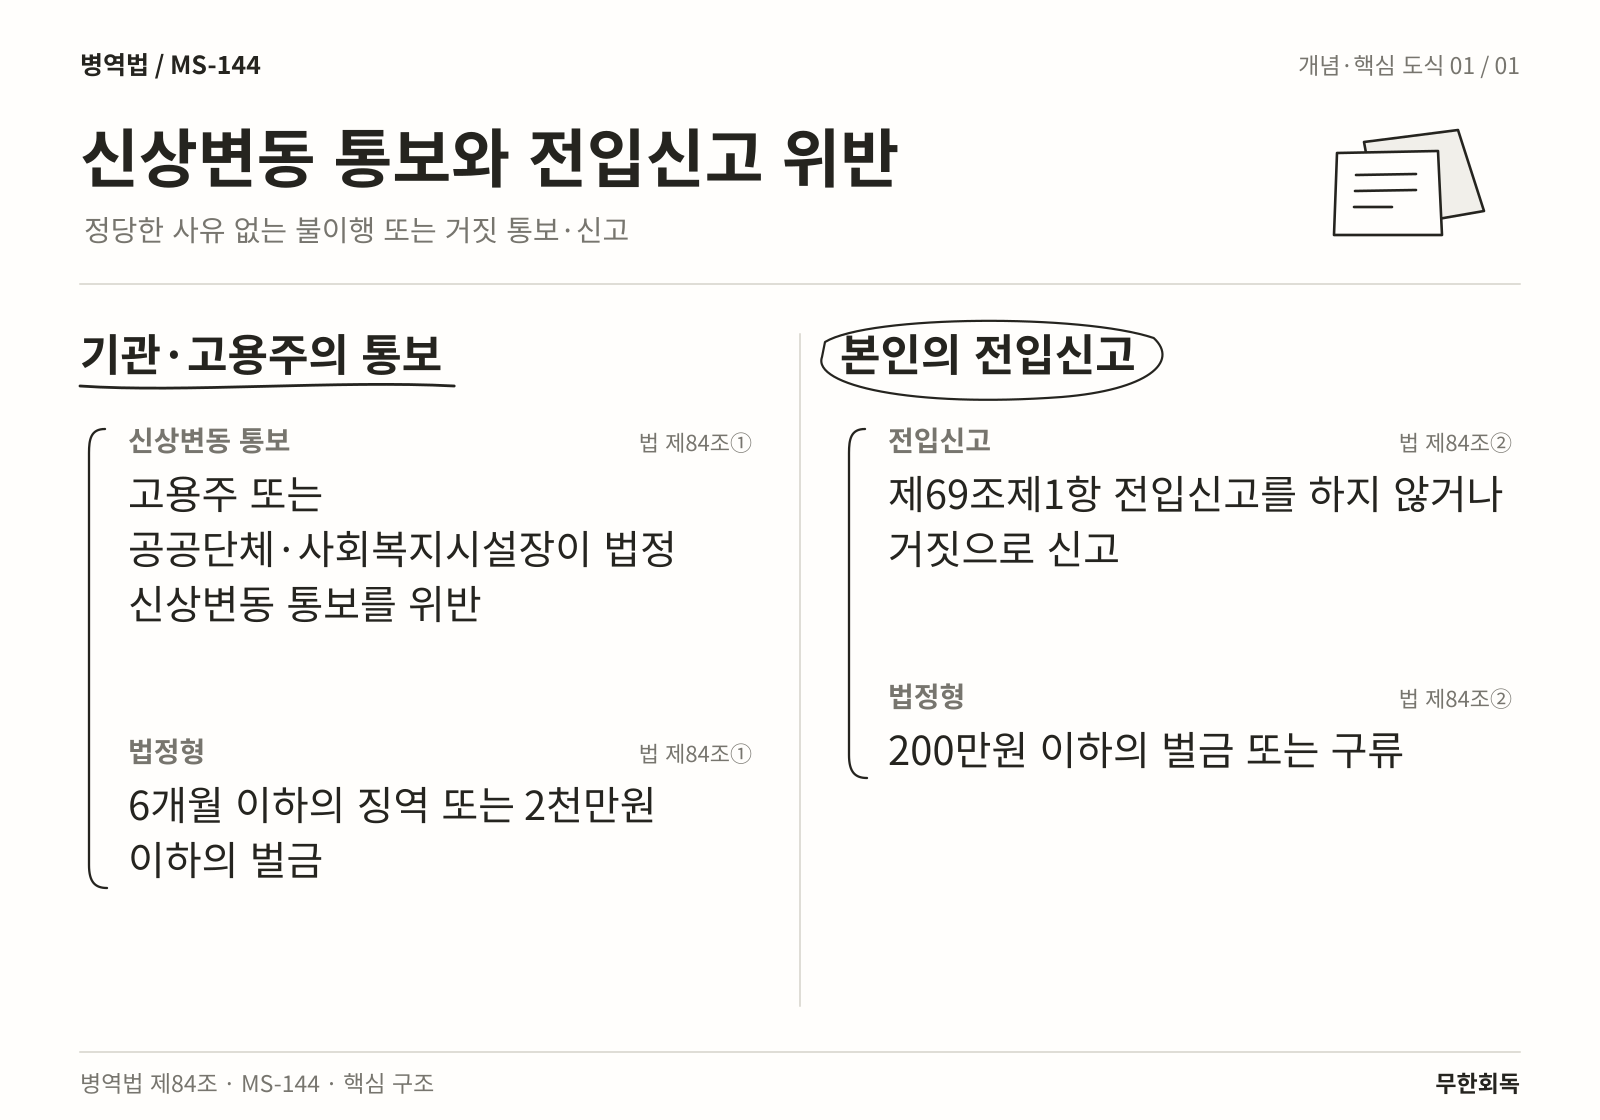 병역법 / MS-144
개념·핵심 도식 01 / 01
신상변동 통보와 전입신고 위반
정당한 사유 없는 불이행 또는 거짓 통보·신고
기관·고용주의 통보
신상변동 통보
법 제84조①
고용주 또는
공공단체·사회복지시설장이 법정
신상변동 통보를 위반
법정형
법 제84조①
6개월 이하의 징역 또는 2천만원
이하의 벌금
본인의 전입신고
전입신고
법 제84조②
제69조제1항 전입신고를 하지 않거나
거짓으로 신고
법정형
법 제84조②
200만원 이하의 벌금 또는 구류
병역법 제84조 · MS-144 · 핵심 구조
무한회독